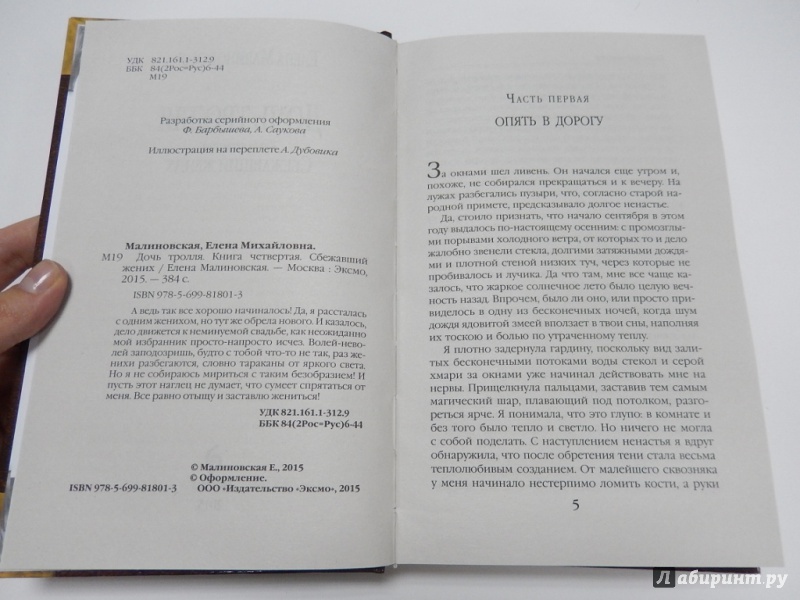 УДК 821.161.1-312.9
ББК 84(2Рос=Рус)6-44
М19
Разработка серийного оформления
Ф. Барбышева, А. Саукова
Иллюстрация на переплете А. Дубовика
Малиновская, Елена Михайловна.
М19 Дочь тролля. Книга четвертая. Сбежавший
жених / Елена Малиновская. — Москва : Эксмо,
2015. — 384 с.
ISBN 978-5-699-81801-3
А ведь так все хорошо начиналось! Да, я рассталась
с одним женихом, но тут же обрела нового. И казалось,
дело движется к неминуемой свадьбе, как неожиданно
мой избранник просто-напросто исчез. Волей-нево-
лей заподозришь, будто с тобой что-то не так, раз же-
нихи разбегаются, словно тараканы от яркого света.
Но я не собираюсь мириться с таким безобразием! И
пусть этот наглец не думает, что сумеет спрятаться от
меня. Все равно отыщу и заставлю жениться!
УДК 821.161.1-312.9
ББК 84(2Рос=Рус)6-44
© Малиновская Е., 2015
© Оформление.
ISBN 978-5-699-81801-3 ООО «Издательство «Эксмо», 2015
Часть первая
ОПЯТЬ В ДОРОГУ
За окнами шел ливень. Он начался еще утром и,
похоже, не собирался прекращаться и к вечеру. На
лужах разбегались пузыри, что, согласно старой на-
родной примете, предсказывало долгое ненастье.
Да, стоило признать, что начало сентября в этом
году выдалось по-настоящему осенним: с промозглы-
ми порывами холодного ветра, от которых то и дело
жалобно звенели стекла, долгими затяжными дождя-
ми и плотной стеной низких туч, через которые не
пробивалось и лучика. Да что там, мне все чаще каза-
лось, что жаркое солнечное лето было целую веч-
ность назад. Впрочем, было ли оно, или просто при-
виделось в одну из бесконечных ночей, когда шум
дождя ядовитой змеей вползает в твои сны, наполняя
их тоскою и болью по утраченному теплу.
Я плотно задернула гардину, поскольку вид зали-
тых бесконечными потоками воды стекол и серой
хмари за окнами уже начинал действовать мне на
нервы. Прищелкнула пальцами, заставив тем самым
магический шар, плавающий под потолком, разго-
реться ярче. Я понимала, что это глупо: в комнате и
без того было тепло и светло. Но ничего не могла
с собой поделать. С наступлением ненастья я вдруг
обнаружила, что после обретения тени стала весьма
теплолюбивым созданием. От малейшего сквозняка
у меня начинало нестерпимо ломить кости, а руки
5
Лабиринт.ру